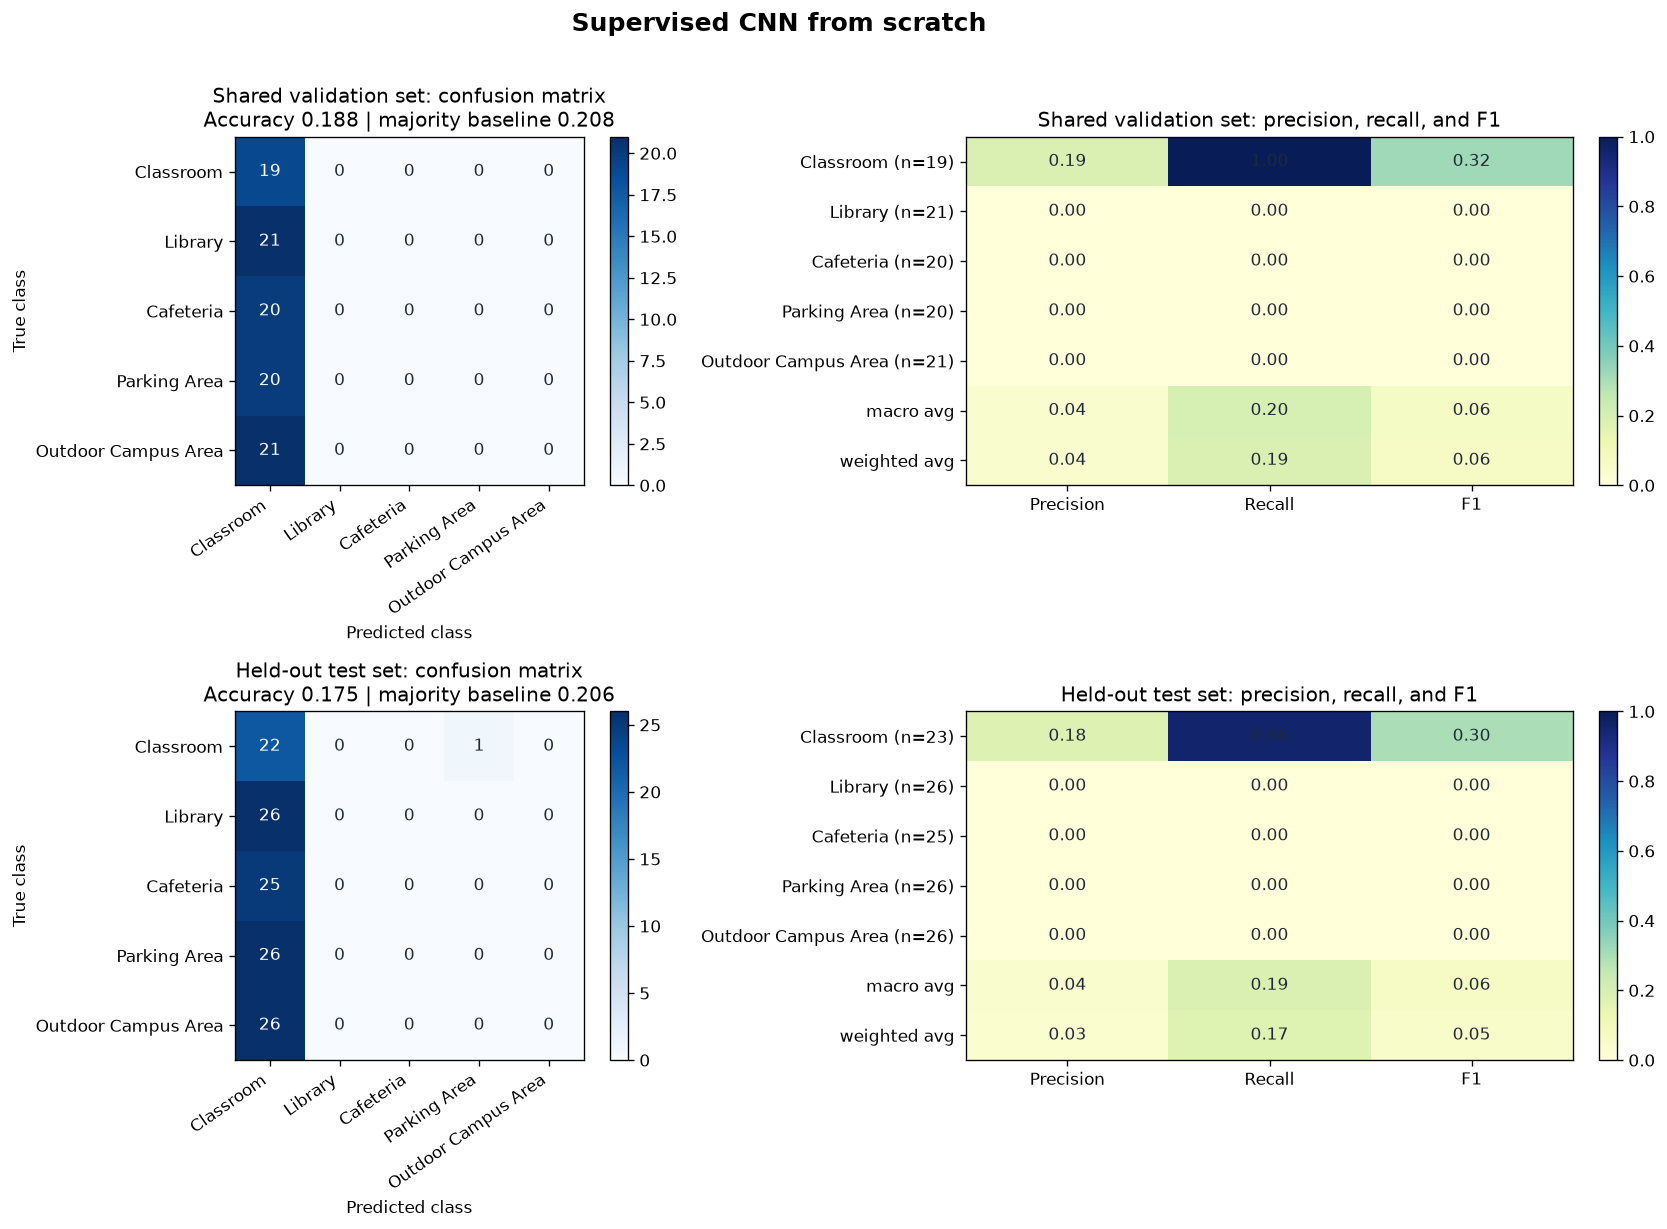 Supervised CNN from scratch
Shared validation set: confusion matrix
Accuracy 0.188 | majority baseline 0.208
True class
Classroom 19 0 0 0 0
Library 21 0 0 0 0
Cafeteria 20 0 0 0 0
Parking Area 20 0 0 0 0
Outdoor Campus Area 21 0 0 0 0
Classroom Library Cafeteria Parking Area Outdoor Campus Area
Predicted class
20.0
17.5
15.0
12.5
10.0
7.5
5.0
2.5
0.0
Shared validation set: precision, recall, and F1
Classroom (n=19) 0.19 1.00 0.32
Library (n=21) 0.00 0.00 0.00
Cafeteria (n=20) 0.00 0.00 0.00
Parking Area (n=20) 0.00 0.00 0.00
Outdoor Campus Area (n=21) 0.00 0.00 0.00
macro avg 0.04 0.20 0.06
weighted avg 0.04 0.19 0.06
Precision Recall F1
1.0
0.8
0.6
0.4
0.2
0.0
Held-out test set: confusion matrix
Accuracy 0.175 | majority baseline 0.206
True class
Classroom 22 0 0 1 0
Library 26 0 0 0 0
Cafeteria 25 0 0 0 0
Parking Area 26 0 0 0 0
Outdoor Campus Area 26 0 0 0 0
Classroom Library Cafeteria Parking Area Outdoor Campus Area
Predicted class
25
20
15
10
5
0
Held-out test set: precision, recall, and F1
Classroom (n=23) 0.18 0.30
Library (n=26) 0.00 0.00 0.00
Cafeteria (n=25) 0.00 0.00 0.00
Parking Area (n=26) 0.00 0.00 0.00
Outdoor Campus Area (n=26) 0.00 0.00 0.00
macro avg 0.04 0.19 0.06
weighted avg 0.03 0.17 0.05
Precision Recall F1
1.0
0.8
0.6
0.4
0.2
0.0